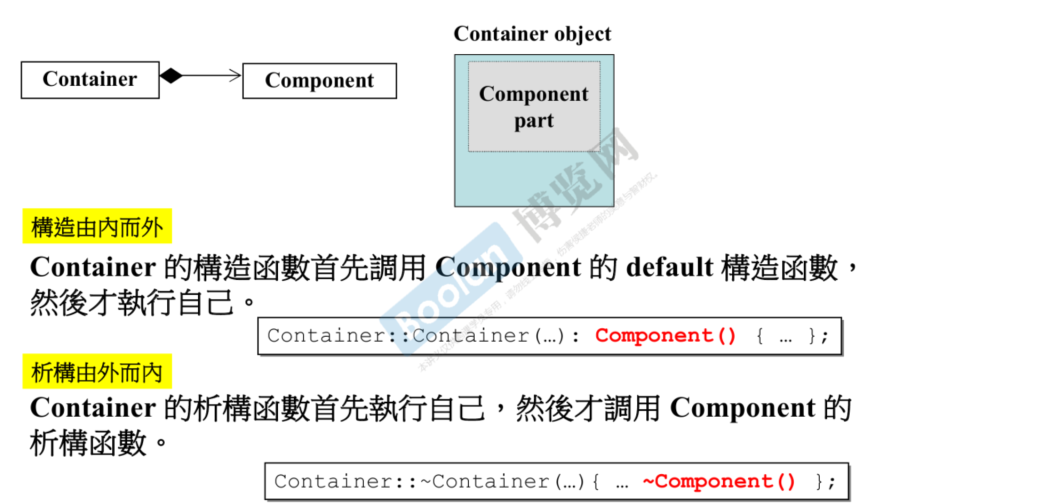 Container object
Container
Component
Component
part
構造由內而外
Container 的構造函數首先調用 Component 的 default 構造函數，
然後才執行自己。
Container::Container(…): Component() { … };
析構由外而內
Container 的析構函數首先執行自己，然後才調用 Component 的
析構函數。
Container::~Container(…){ … ~Component() };
Boolan 博览网